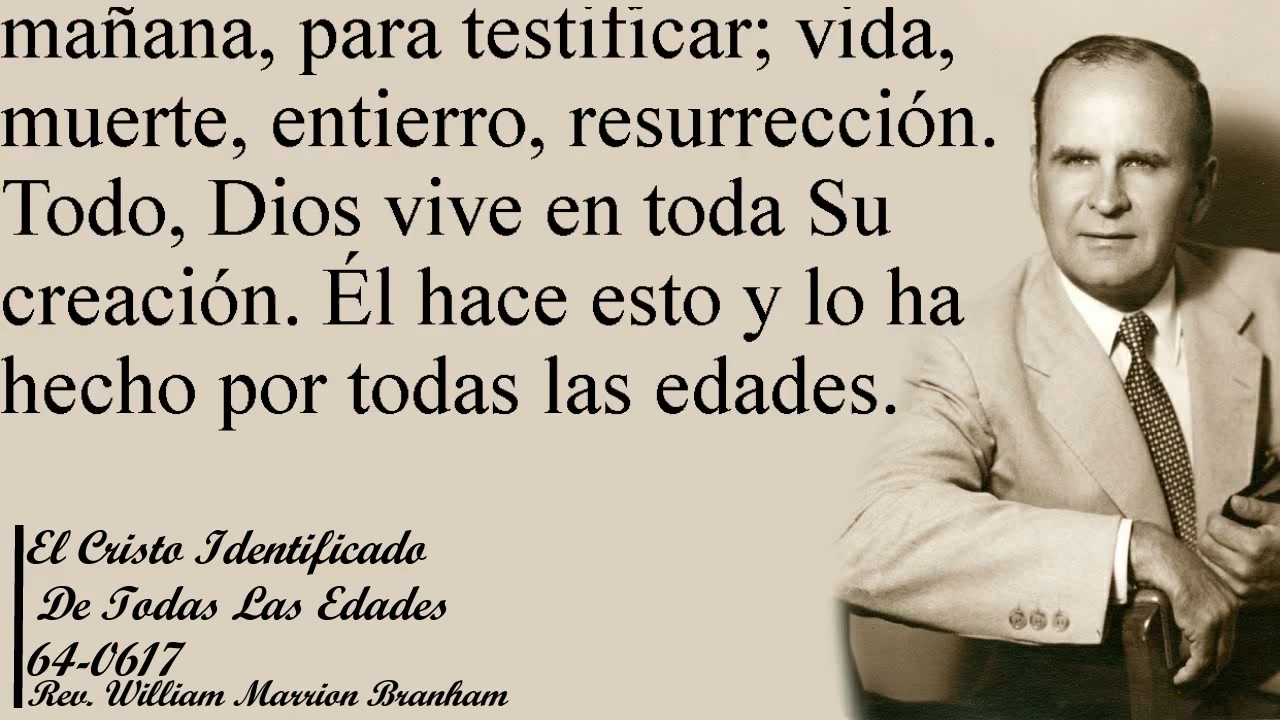 mañana, para testificar; vida,
muerte, entierro, resurrección.
Todo, Dios vive en toda Su
creación. Él hace esto y lo ha
hecho por todas las edades.
El Cristo Identificado
De Todas Las Edades
64-0617
Rev. William Marrion Branham